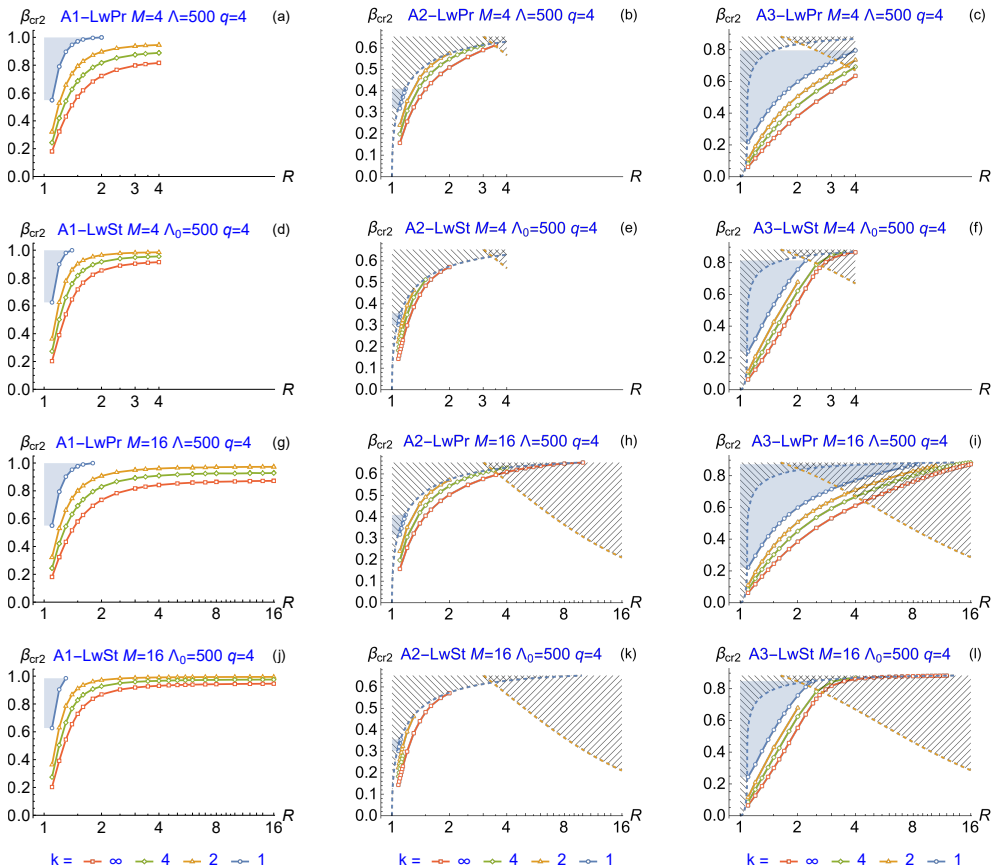 β_cr2 A1–LwPr M=4 Λ=500 q=4 (a)
1.0
0.8
0.6
0.4
0.2
0.0
1 2 3 4 R
β_cr2 A2–LwPr M=4 Λ=500 q=4 (b)
0.6
0.5
0.4
0.3
0.2
0.1
0.0
1 2 3 4 R
β_cr2 A3–LwPr M=4 Λ=500 q=4 (c)
0.8
0.6
0.4
0.2
0.0
1 2 3 4 R
β_cr2 A1–LwSt M=4 Λ₀=500 q=4 (d)
1.0
0.8
0.6
0.4
0.2
0.0
1 2 3 4 R
β_cr2 A2–LwSt M=4 Λ₀=500 q=4 (e)
0.6
0.5
0.4
0.3
0.2
0.1
0.0
1 2 3 4 R
β_cr2 A3–LwSt M=4 Λ₀=500 q=4 (f)
0.8
0.6
0.4
0.2
0.0
1 2 3 4 R
β_cr2 A1–LwPr M=16 Λ=500 q=4 (g)
1.0
0.8
0.6
0.4
0.2
0.0
1 2 4 8 16 R
β_cr2 A2–LwPr M=16 Λ=500 q=4 (h)
0.6
0.5
0.4
0.3
0.2
0.1
0.0
1 2 4 8 16 R
β_cr2 A3–LwPr M=16 Λ=500 q=4 (i)
0.8
0.6
0.4
0.2
0.0
1 2 4 8 16 R
β_cr2 A1–LwSt M=16 Λ₀=500 q=4 (j)
1.0
0.8
0.6
0.4
0.2
0.0
1 2 4 8 16 R
β_cr2 A2–LwSt M=16 Λ₀=500 q=4 (k)
0.6
0.5
0.4
0.3
0.2
0.1
0.0
1 2 4 8 16 R
β_cr2 A3–LwSt M=16 Λ₀=500 q=4 (l)
0.8
0.6
0.4
0.2
0.0
1 2 4 8 16 R
k = ∞ 4 2 1
k = ∞ 4 2 1
k = ∞ 4 2 1